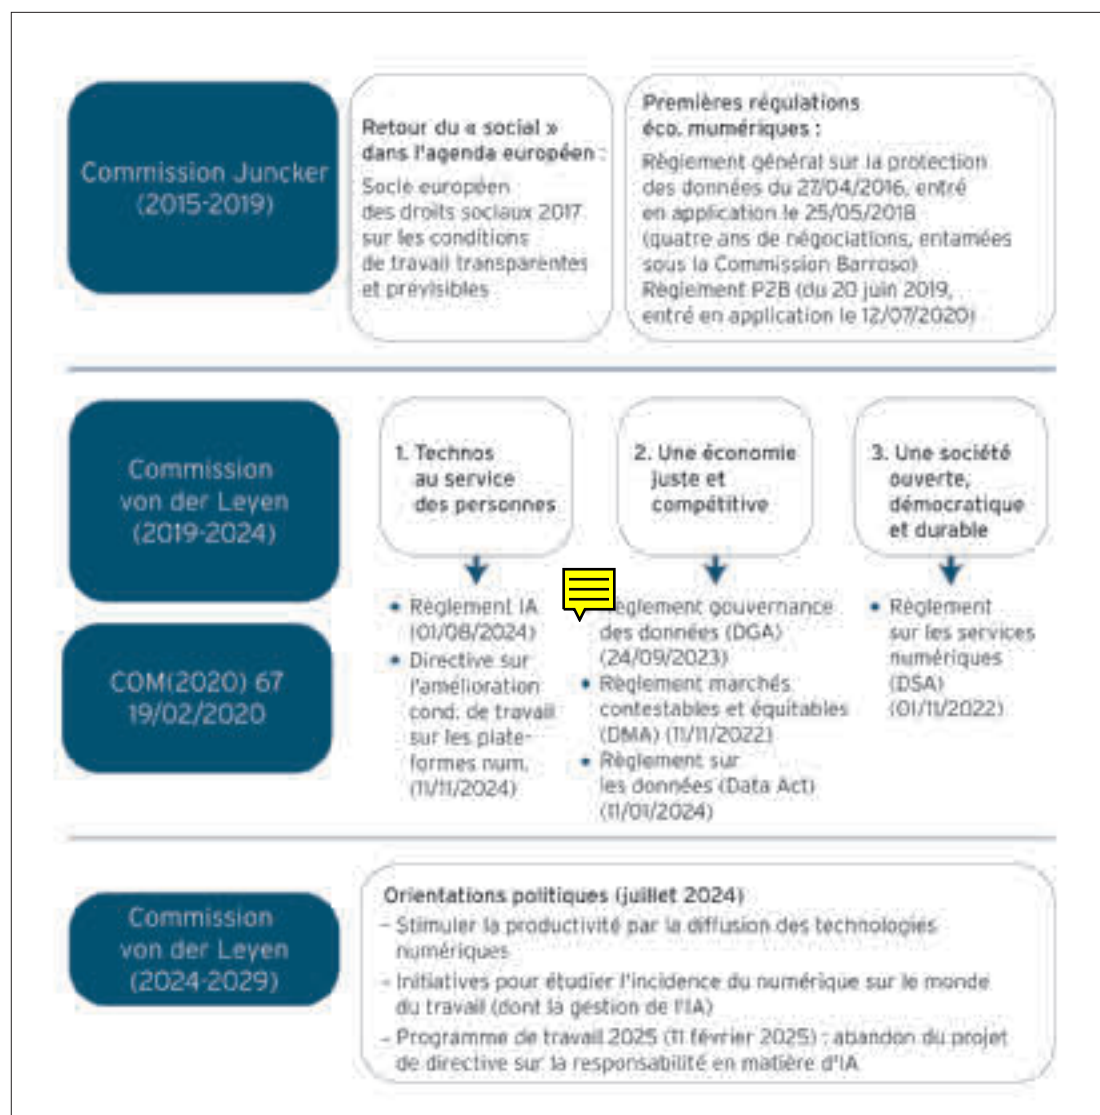 Commission Juncker
(2015-2019)
Retour du « social »
dans l'agenda européen :
Socle européen
des droits sociaux 2017
sur les conditions
de travail transparentes
et prévisibles
Premières régulations
éco. mumériques :
Règlement général sur la protection
des données du 27/04/2016, entré
en application le 25/05/2018
(quatre ans de négociations, entamées
sous la Commission Barroso)
Règlement P2B (du 20 juin 2019,
entré en application le 12/07/2020)
Commission
von der Leyen
(2019-2024)
COM(2020) 67
19/02/2020
1. Technos
au service
des personnes
• Règlement IA
(01/08/2024)
• Directive sur
l'amélioration
cond. de travail
sur les plate-
formes num.
(11/11/2024)
2. Une économie
juste et
compétitive
Règlement gouvernance
des données (DGA)
(24/09/2023)
• Règlement marchés
contestables et équitables
(DMA) (11/11/2022)
• Règlement sur
les données (Data Act)
(11/01/2024)
3. Une société
ouverte,
démocratique
et durable
• Règlement
sur les services
numériques
(DSA)
(01/11/2022)
Commission
von der Leyen
(2024-2029)
Orientations politiques (juillet 2024)
– Stimuler la productivité par la diffusion des technologies
numériques
– Initiatives pour étudier l'incidence du numérique sur le monde
du travail (dont la gestion de l'IA)
– Programme de travail 2025 (11 février 2025) : abandon du projet
de directive sur la responsabilité en matière d'IA